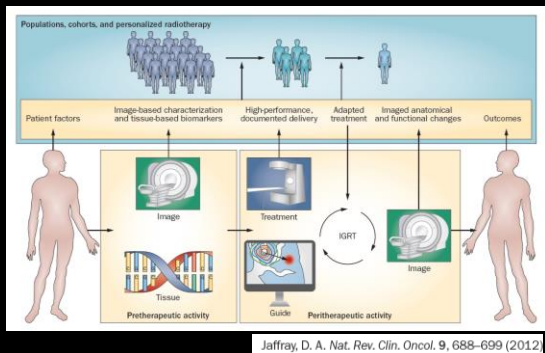 Populations, cohorts, and personalized radiotherapy
Patient factors
Image-based characterization
and tissue-based biomarkers
High-performance,
documented delivery
Adapted
treatment
Imaged anatomical
and functional changes
Outcomes
Image
Tissue
Pretherapeutic activity
Treatment
Guide
IGRT
Image
Peritherapeutic activity
Jaffray, D. A. Nat. Rev. Clin. Oncol. 9, 688–699 (2012)